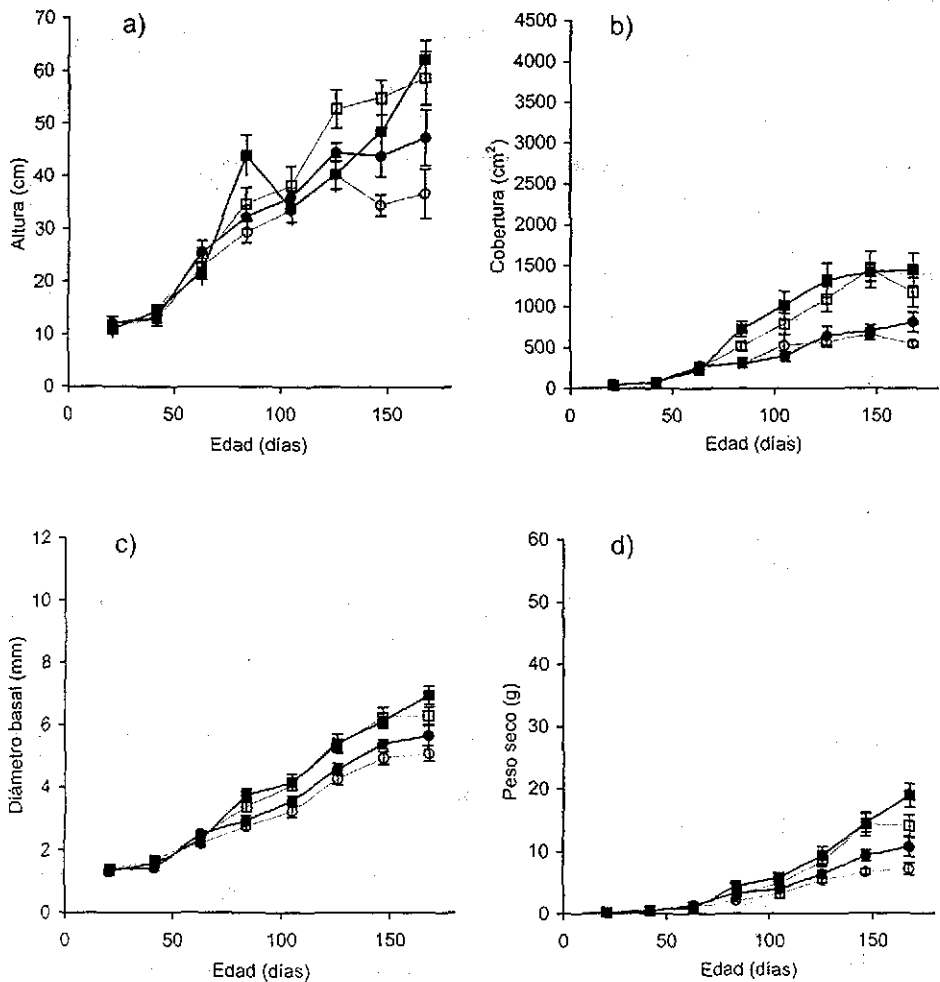 a)
70
60
50
40
30
20
10
0
Altura (cm)
0 50 100 150
Edad (días)
b)
4500
4000
3500
3000
2500
2000
1500
1000
500
0
Cobertura (cm²)
0 50 100 150
Edad (días)
c)
12
10
8
6
4
2
0
Diámetro basal (mm)
0 50 100 150
Edad (días)
d)
60
50
40
30
20
10
0
Peso seco (g)
0 50 100 150
Edad (días)